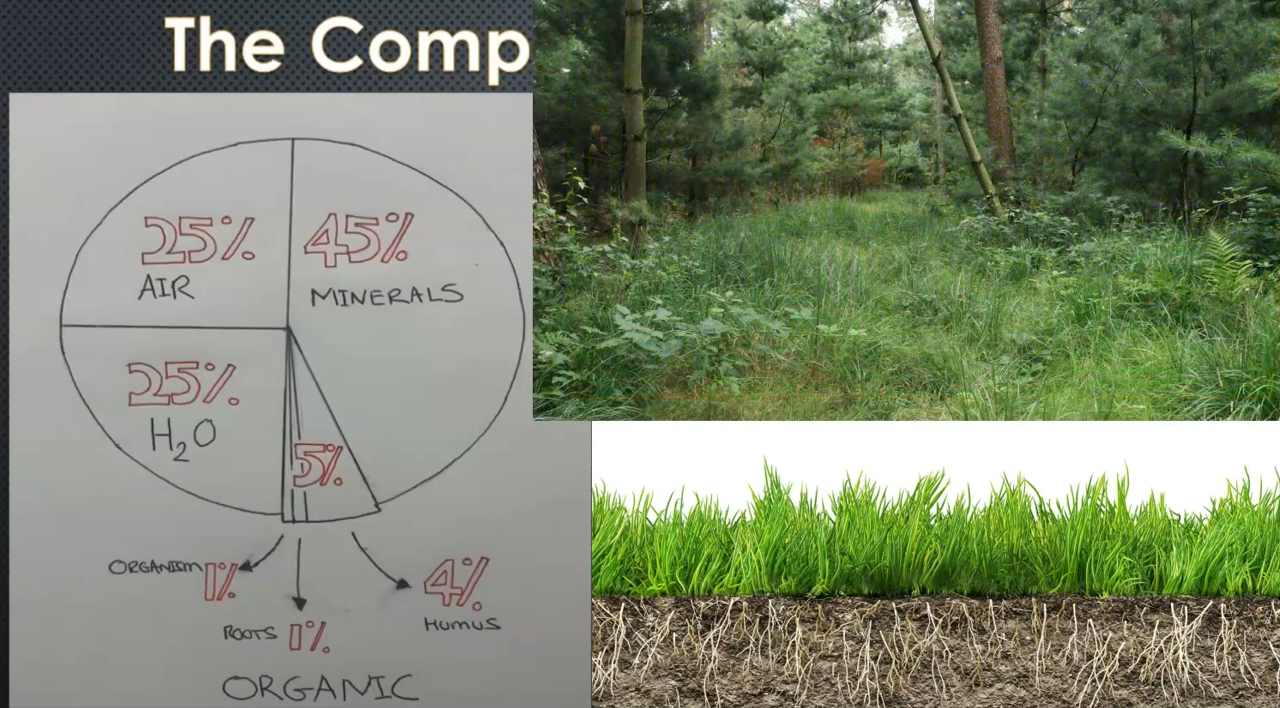 The Comp
25%
AIR
45%
MINERALS
25%
H₂O
5%
ORGANISM 1%
ROOTS 1%
4%
HUMUS
ORGANIC